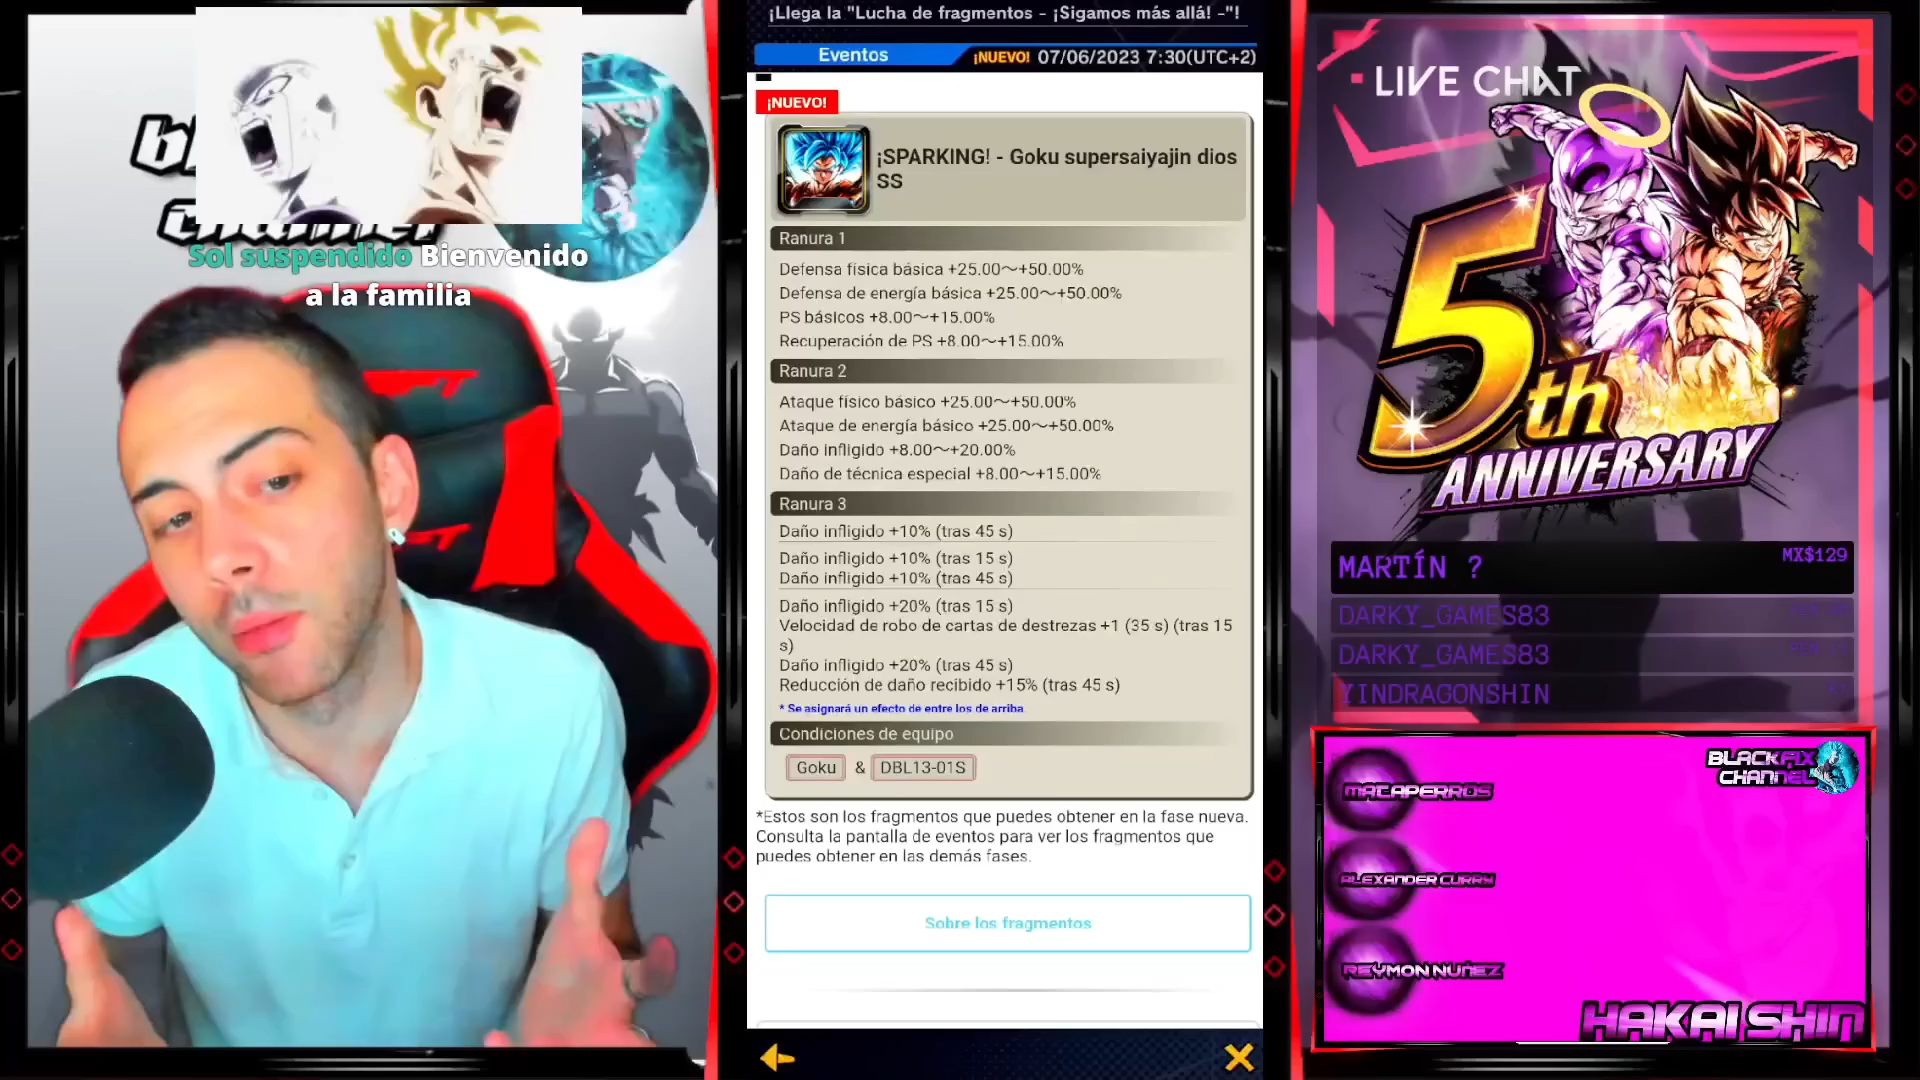 Sol suspendido Bienvenido
a la familia
¡Llega la "Lucha de fragmentos - ¡Sigamos más allá! -"!
Eventos
¡NUEVO! 07/06/2023 7:30(UTC+2)
¡NUEVO!
¡SPARKING! - Goku supersaiyajin dios
SS
Ranura 1
Defensa física básica +25.00～+50.00%
Defensa de energía básica +25.00～+50.00%
PS básicos +8.00～+15.00%
Recuperación de PS +8.00～+15.00%
Ranura 2
Ataque físico básico +25.00～+50.00%
Ataque de energía básico +25.00～+50.00%
Daño infligido +8.00～+20.00%
Daño de técnica especial +8.00～+15.00%
Ranura 3
Daño infligido +10% (tras 45 s)
Daño infligido +10% (tras 15 s)
Daño infligido +10% (tras 45 s)
Daño infligido +20% (tras 15 s)
Velocidad de robo de cartas de destrezas +1 (35 s) (tras 15
s)
Daño infligido +20% (tras 45 s)
Reducción de daño recibido +15% (tras 45 s)
* Se asignará un efecto de entre los de arriba.
Condiciones de equipo
Goku & DBL13-01S
*Estos son los fragmentos que puedes obtener en la fase nueva.
Consulta la pantalla de eventos para ver los fragmentos que
puedes obtener en las demás fases.
Sobre los fragmentos
LIVE CHAT
5th
ANNIVERSARY
MARTÍN ? MX$129
DARKY_GAMES83
DARKY_GAMES83
YINDRAGONSHIN
BLACKFIX
CHANNEL
MATAPERROS
ALEXANDER CURRY
REYMON NUÑEZ
HAKAI SHIN